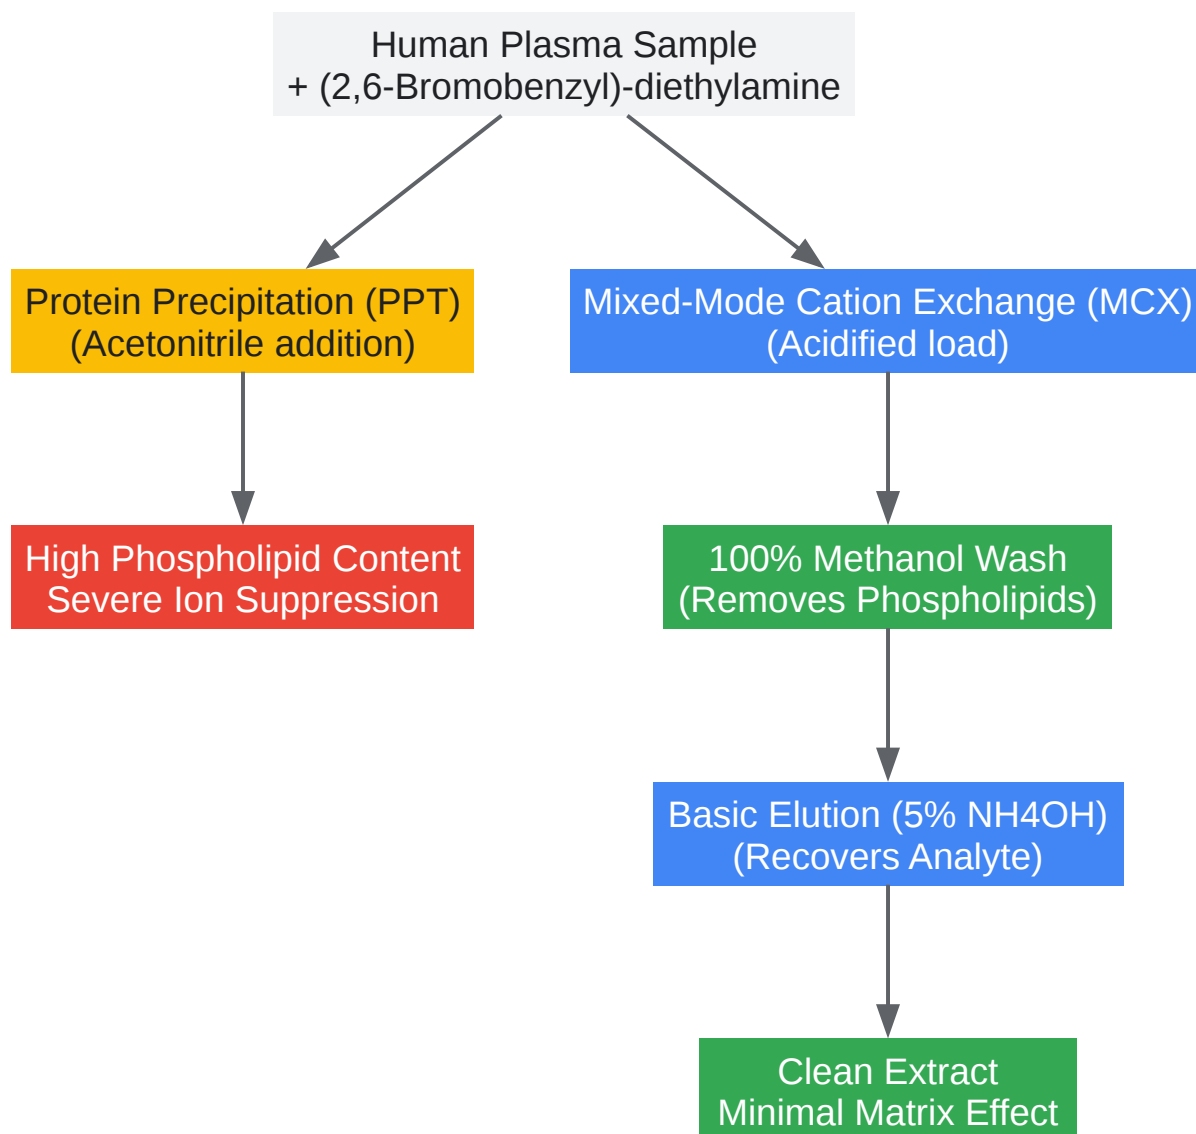 Human Plasma Sample
+ (2,6-Bromobenzyl)-diethylamine
Protein Precipitation (PPT)
(Acetonitrile addition)
Mixed-Mode Cation Exchange (MCX)
(Acidified load)
High Phospholipid Content
Severe Ion Suppression
100% Methanol Wash
(Removes Phospholipids)
Basic Elution (5% NH4OH)
(Recovers Analyte)
Clean Extract
Minimal Matrix Effect